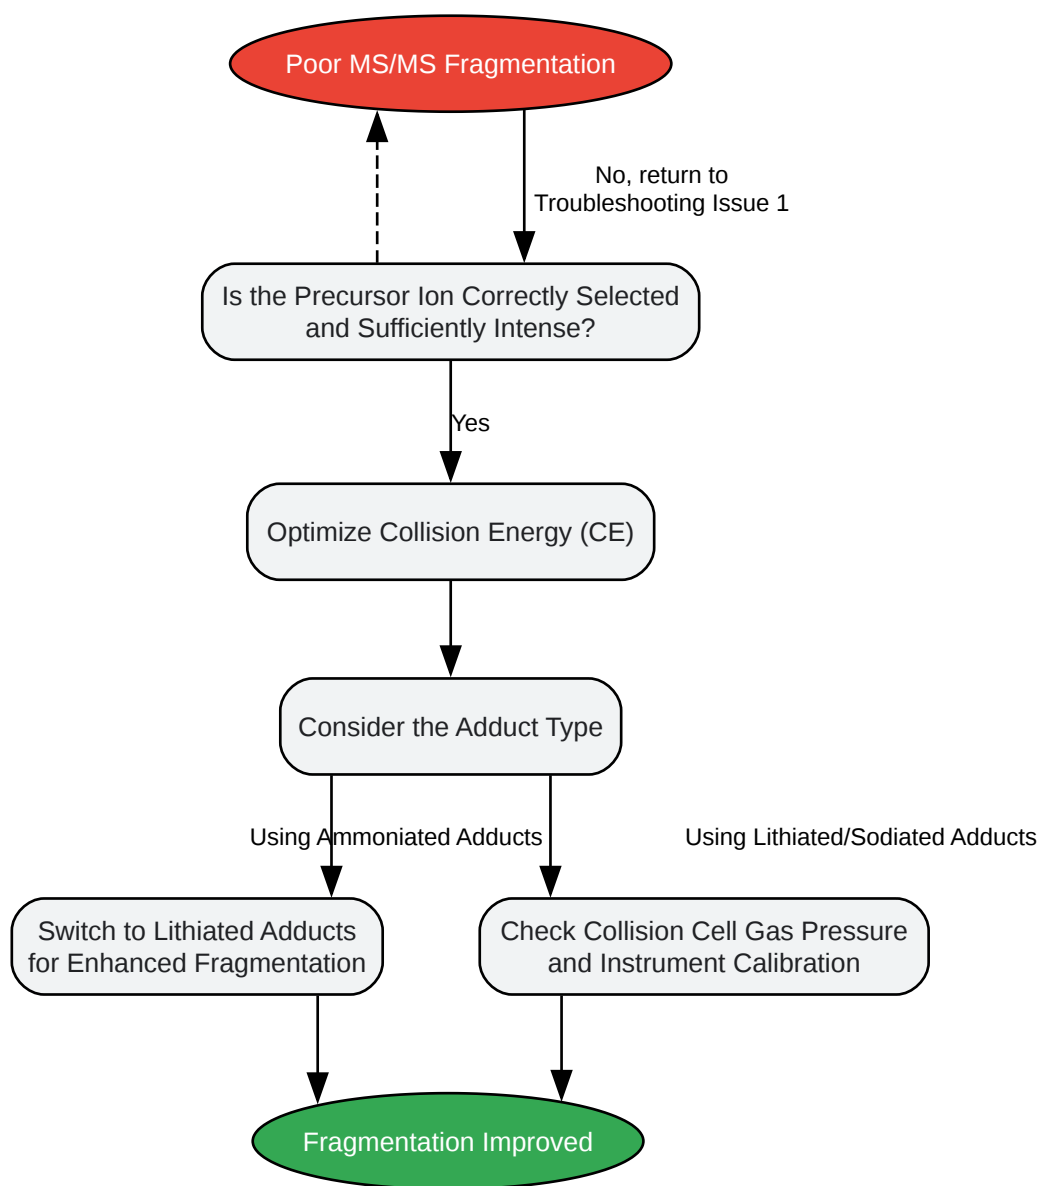 Poor MS/MS Fragmentation
No, return to
Troubleshooting Issue 1
Is the Precursor Ion Correctly Selected
and Sufficiently Intense?
Yes
Optimize Collision Energy (CE)
Consider the Adduct Type
Using Ammoniated Adducts
Using Lithiated/Sodiated Adducts
Switch to Lithiated Adducts
for Enhanced Fragmentation
Check Collision Cell Gas Pressure
and Instrument Calibration
Fragmentation Improved